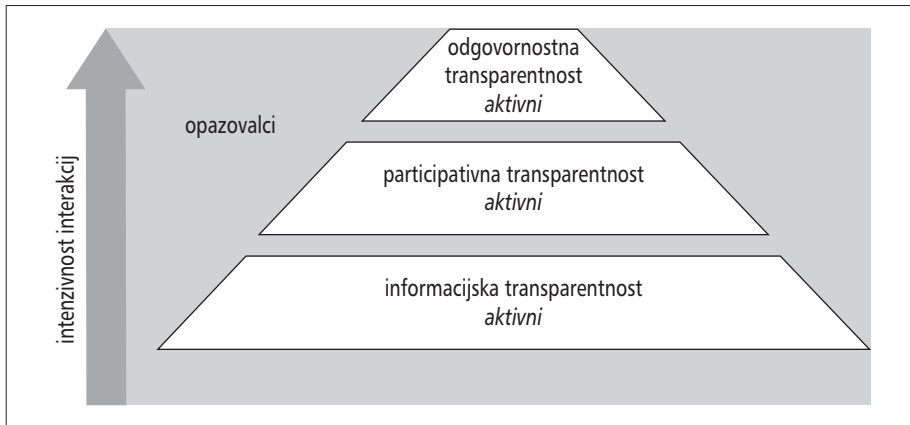 odgovornostna
transparentnost
aktivni
opazovalci
participativna transparentnost
aktivni
informacijska transparentnost
aktivni
intenzivnost interakcij